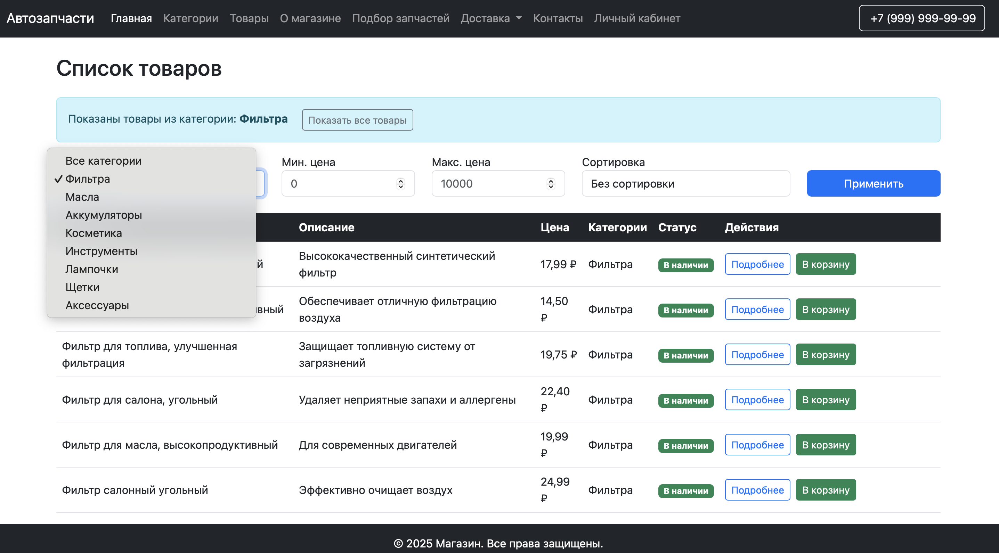 Автозапчасти Главная Категории Товары О магазине Подбор запчастей Доставка Контакты Личный кабинет +7 (999) 999-99-99
Список товаров
Показаны товары из категории: Фильтра Показать все товары
Все категории
Фильтра
Масла
Аккумуляторы
Косметика
Инструменты
Лампочки
Щетки
Аксессуары
Мин. цена Макс. цена Сортировка
0 10000 Без сортировки Применить
Описание Цена Категории Статус Действия
Высококачественный синтетический
фильтр
17,99 ₽ Фильтра В наличии Подробнее В корзину
Обеспечивает отличную фильтрацию
воздуха
14,50
₽
Фильтра В наличии Подробнее В корзину
Фильтр для топлива, улучшенная
фильтрация
Защищает топливную систему от
загрязнений
19,75 ₽ Фильтра В наличии Подробнее В корзину
Фильтр для салона, угольный Удаляет неприятные запахи и аллергены
22,40
₽
Фильтра В наличии Подробнее В корзину
Фильтр для масла, высокопродуктивный Для современных двигателей
19,99
₽
Фильтра В наличии Подробнее В корзину
Фильтр салонный угольный Эффективно очищает воздух
24,99
₽
Фильтра В наличии Подробнее В корзину
© 2025 Магазин. Все права защищены.